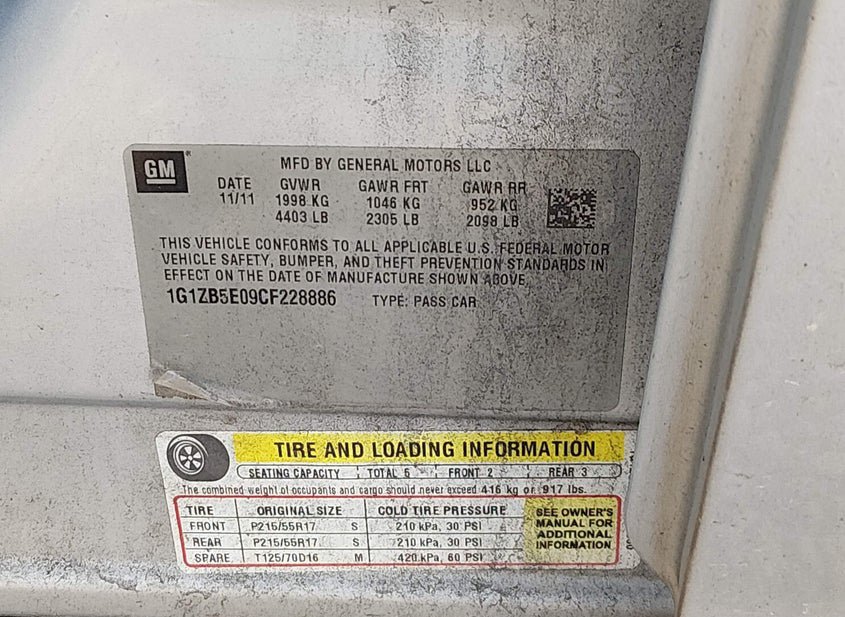 GM
MFD BY GENERAL MOTORS LLC
DATE GVWR GAWR FRT GAWR RR
11/11 1998 KG 1046 KG 952 KG
4403 LB 2305 LB 2098 LB
THIS VEHICLE CONFORMS TO ALL APPLICABLE U.S. FEDERAL MOTOR
VEHICLE SAFETY, BUMPER, AND THEFT PREVENTION STANDARDS IN
EFFECT ON THE DATE OF MANUFACTURE SHOWN ABOVE.
1G1ZB5E09CF228886 TYPE: PASS CAR
TIRE AND LOADING INFORMATION
SEATING CAPACITY TOTAL 5 FRONT 2 REAR 3
The combined weight of occupants and cargo should never exceed 416 kg or 917 lbs.
TIRE ORIGINAL SIZE COLD TIRE PRESSURE
FRONT P215/55R17 S 210 kPa, 30 PSI
REAR P215/55R17 S 210 kPa, 30 PSI
SPARE T125/70D16 M 420 kPa, 60 PSI
SEE OWNER'S
MANUAL FOR
ADDITIONAL
INFORMATION